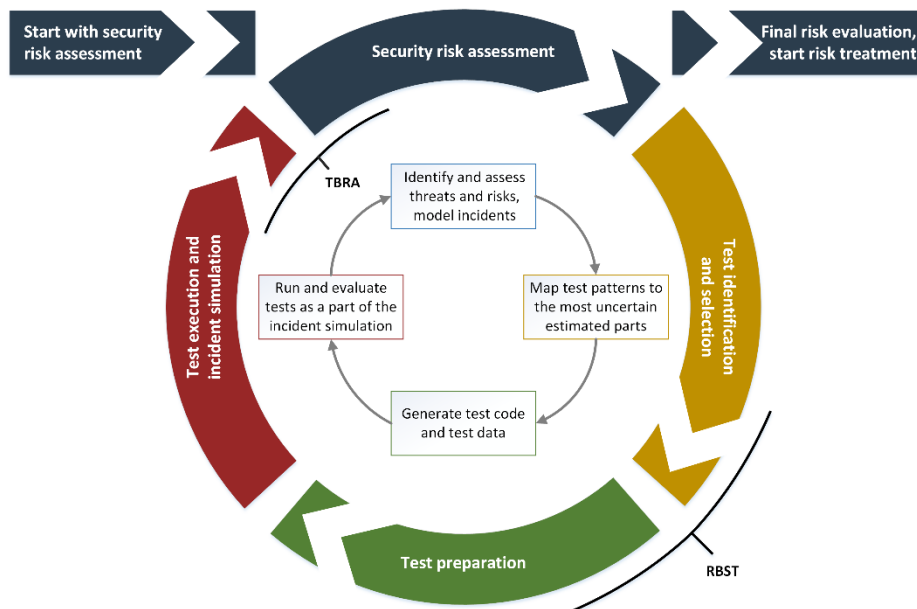 Start with security
risk assessment
Security risk assessment
Final risk evaluation,
start risk treatment
TBRA
Identify and assess
threats and risks,
model incidents
Test execution and
incident simulation
Run and evaluate
tests as a part of the
incident simulation
Map test patterns to
the most uncertain
estimated parts
Test identification
and selection
Generate test code
and test data
Test preparation
RBST